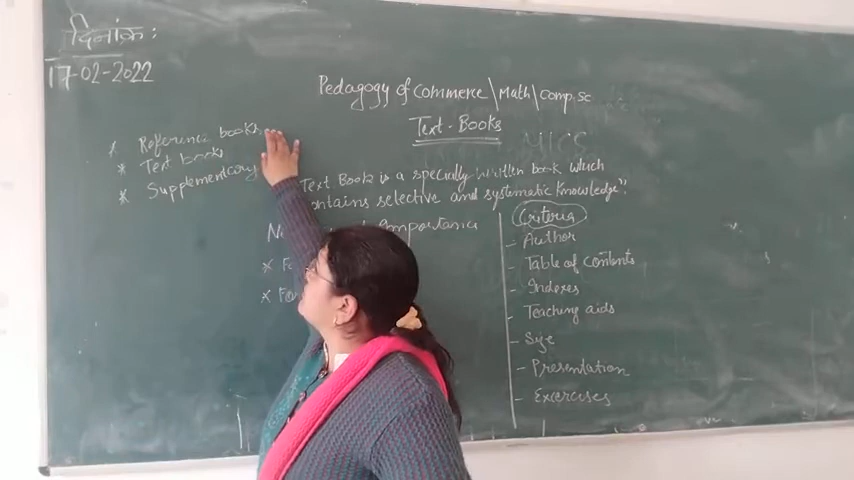 दिनांक:
17-02-2022
Pedagogy of Commerce\Math\Comp.Sc
Text-Books
* Reference books
* Text books
* Supplementary
Text Book is a specially written book which
contains selective and systematic knowledge".
Importance
*
*
Criteria
- Author
- Table of Contents
- Indexes
- Teaching aids
- Size
- Presentation
- Exercises